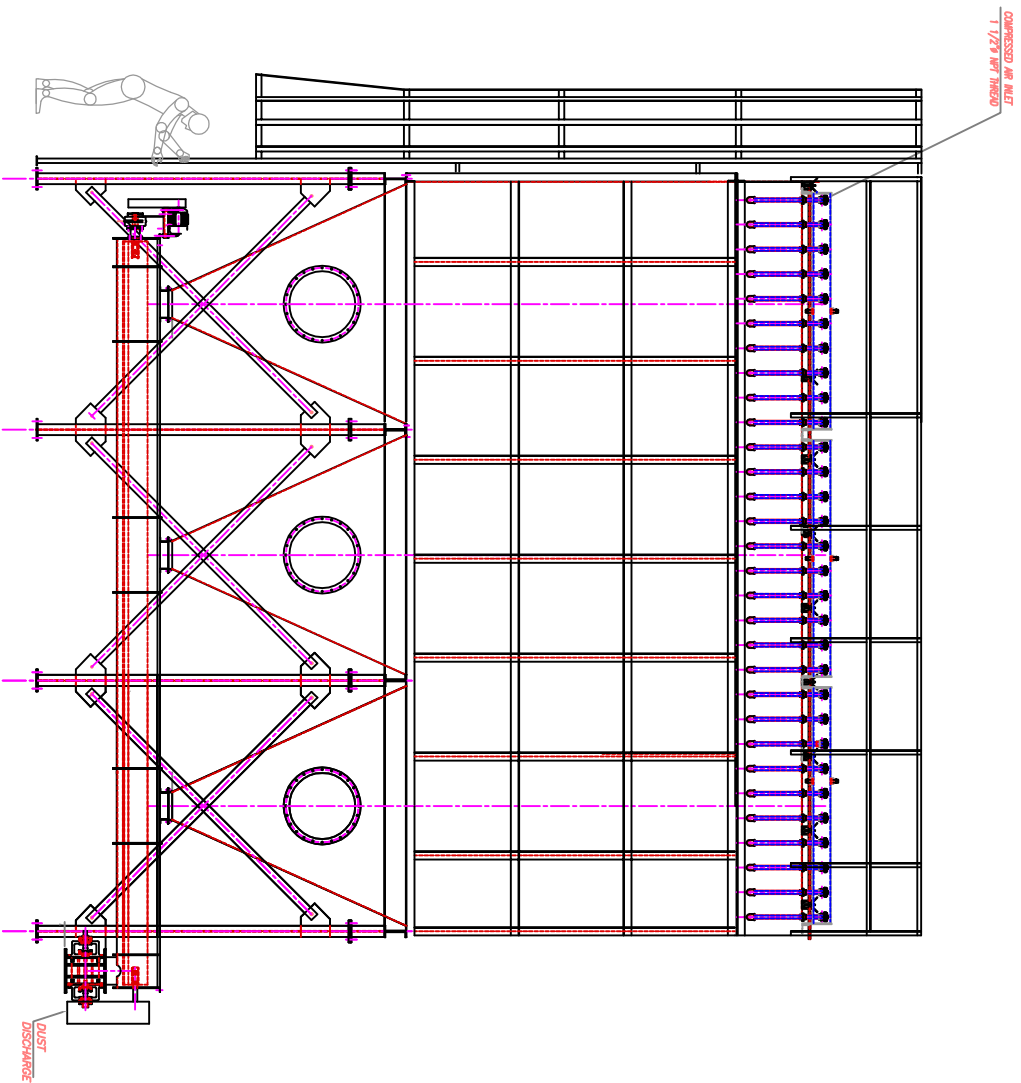 COMPRESSED AIR INLET
1 1/2"φ NPT THREAD
DUST
DISCHARGE